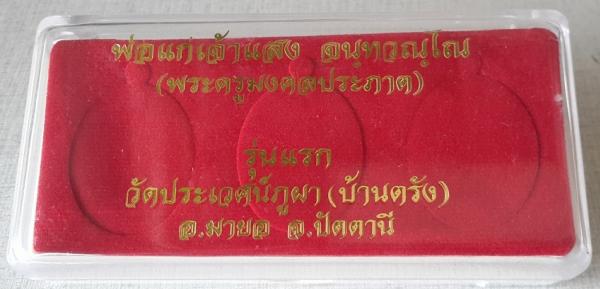 พ่อแก่เจ้าแสง จนฺทวณฺโณ
(พระครูมงคลประภาต)
รุ่นแรก
วัดประเวศน์ภูผา (บ้านตรัง)
อ.มายอ จ.ปัตตานี